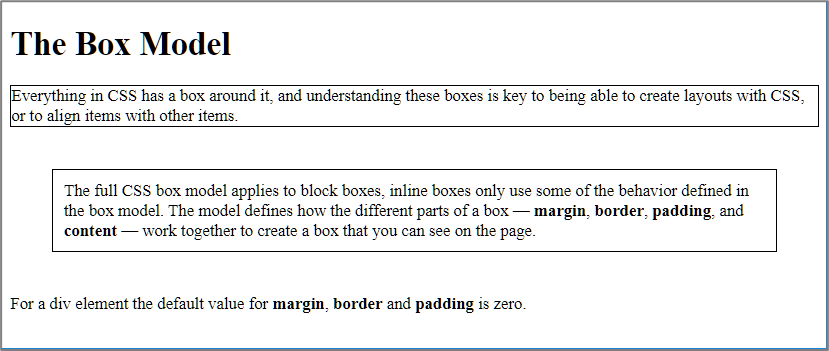 The Box Model
Everything in CSS has a box around it, and understanding these boxes is key to being able to create layouts with CSS,
or to align items with other items.
The full CSS box model applies to block boxes, inline boxes only use some of the behavior defined in
the box model. The model defines how the different parts of a box — margin, border, padding, and
content — work together to create a box that you can see on the page.
For a div element the default value for margin, border and padding is zero.